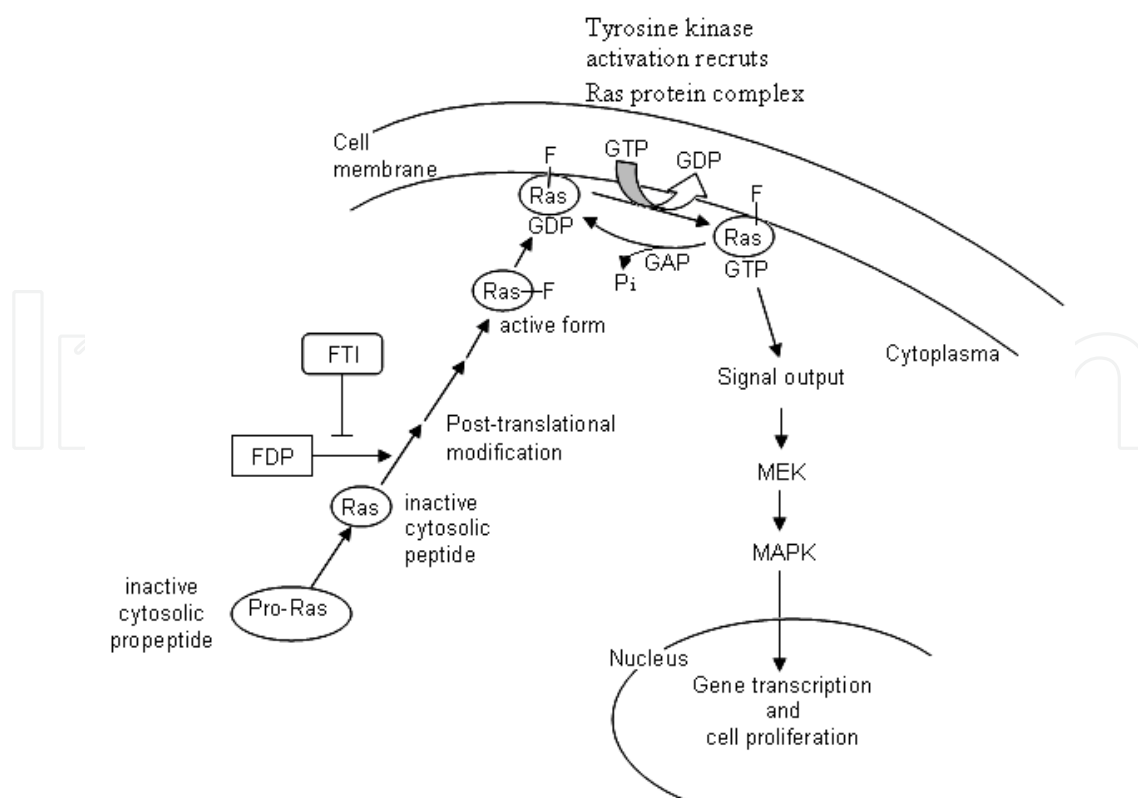 Tyrosine kinase
activation recruts
Ras protein complex
Cell
membrane
F
GTP
GDP
F
Ras
GDP
Ras
GTP
GAP
Pi
Ras
F
active form
FTI
Cytoplasma
Signal output
Post-translational
modification
FDP
MEK
Ras
inactive
cytosolic
peptide
MAPK
inactive
cytosolic
propeptide
Pro-Ras
Nucleus
Gene transcription
and
cell proliferation